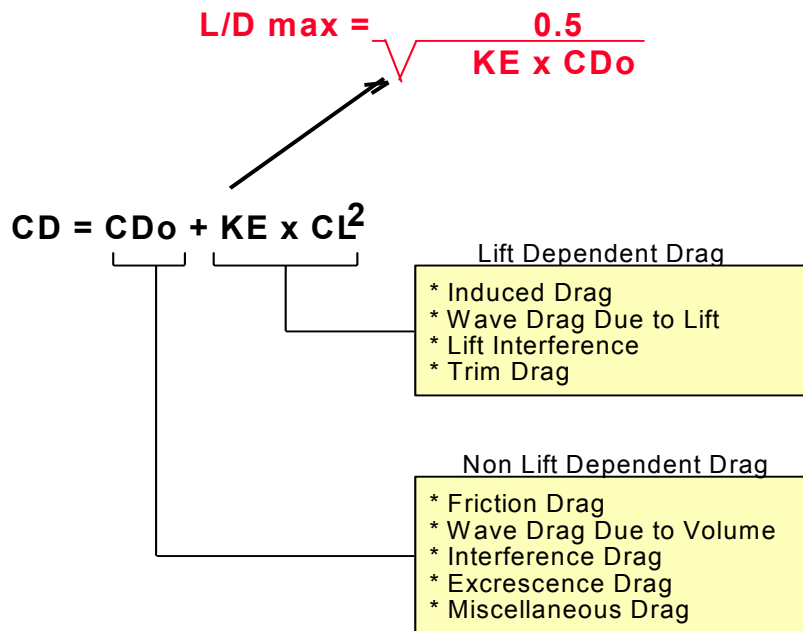 L/D max = √ 0.5
KE x CDo
CD = CDo + KE x CL²
Lift Dependent Drag
* Induced Drag
* Wave Drag Due to Lift
* Lift Interference
* Trim Drag
Non Lift Dependent Drag
* Friction Drag
* Wave Drag Due to Volume
* Interference Drag
* Excrescence Drag
* Miscellaneous Drag